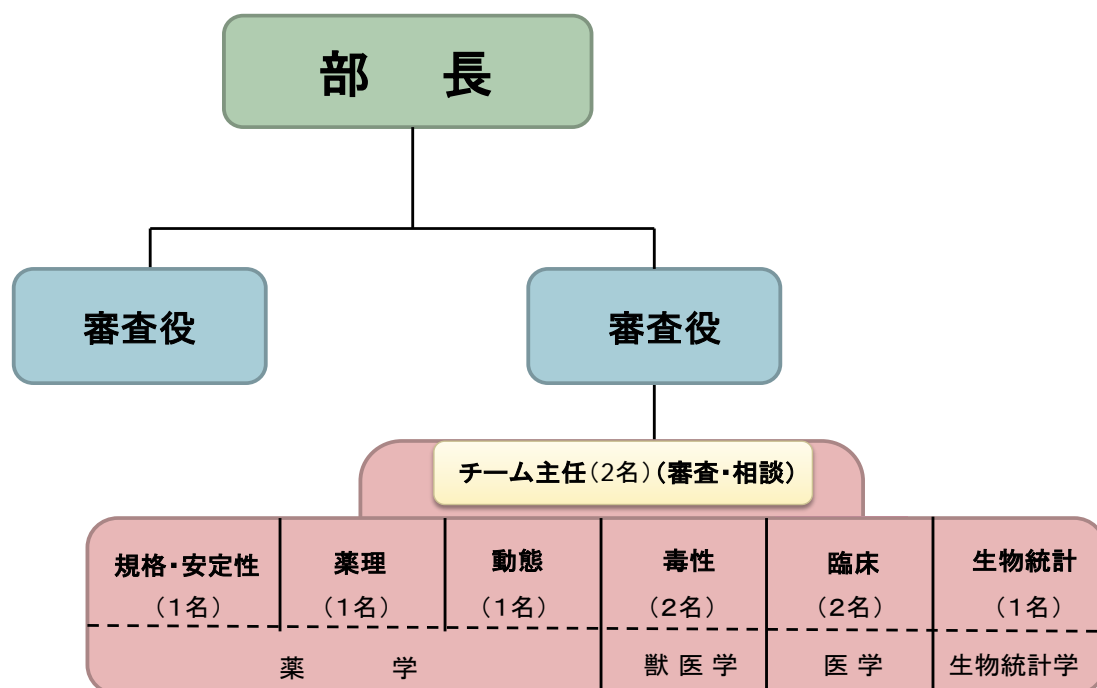 部　長
審査役
審査役
チーム主任（2名）（審査・相談）
規格・安定性
（1名）
薬理
（1名）
動態
（1名）
毒性
（2名）
臨床
（2名）
生物統計
（1名）
薬　学
獣 医 学
医 学
生物統計学